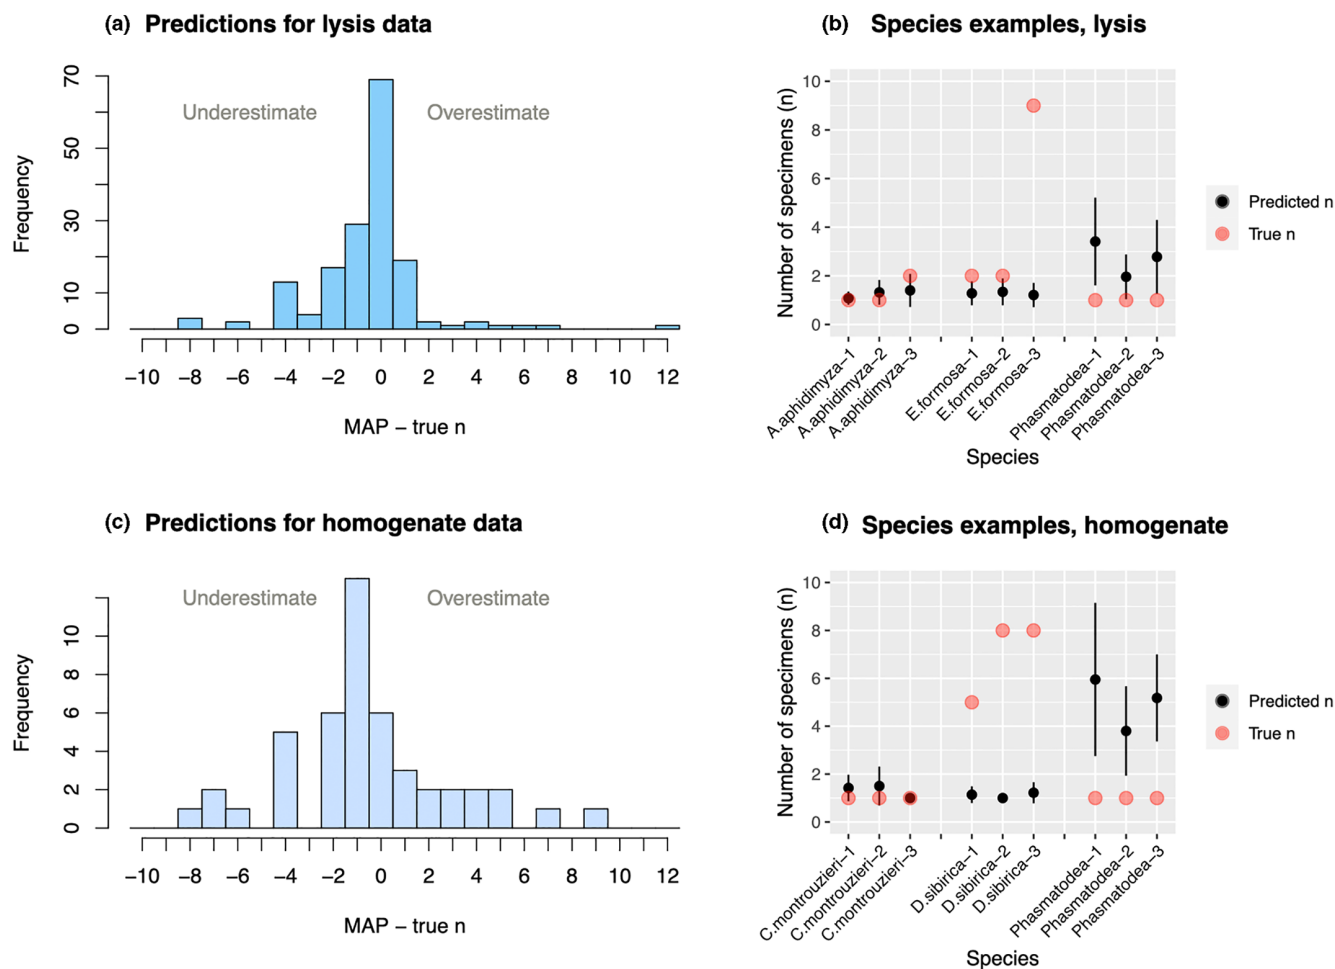 (a) Predictions for lysis data
Underestimate
Overestimate
Frequency
70
50
30
10
0
−10 −8 −6 −4 −2 0 2 4 6 8 10 12
MAP − true n
(b) Species examples, lysis
Number of specimens (n)
10
8
6
4
2
0
A.aphidimyza−1
A.aphidimyza−2
A.aphidimyza−3
E.formosa−1
E.formosa−2
E.formosa−3
Phasmatodea−1
Phasmatodea−2
Phasmatodea−3
Species
Predicted n
True n
(c) Predictions for homogenate data
Underestimate
Overestimate
Frequency
10
8
6
4
2
0
−10 −8 −6 −4 −2 0 2 4 6 8 10 12
MAP − true n
(d) Species examples, homogenate
Number of specimens (n)
10
8
6
4
2
0
C.montrouzieri−1
C.montrouzieri−2
C.montrouzieri−3
D.sibirica−1
D.sibirica−2
D.sibirica−3
Phasmatodea−1
Phasmatodea−2
Phasmatodea−3
Species
Predicted n
True n